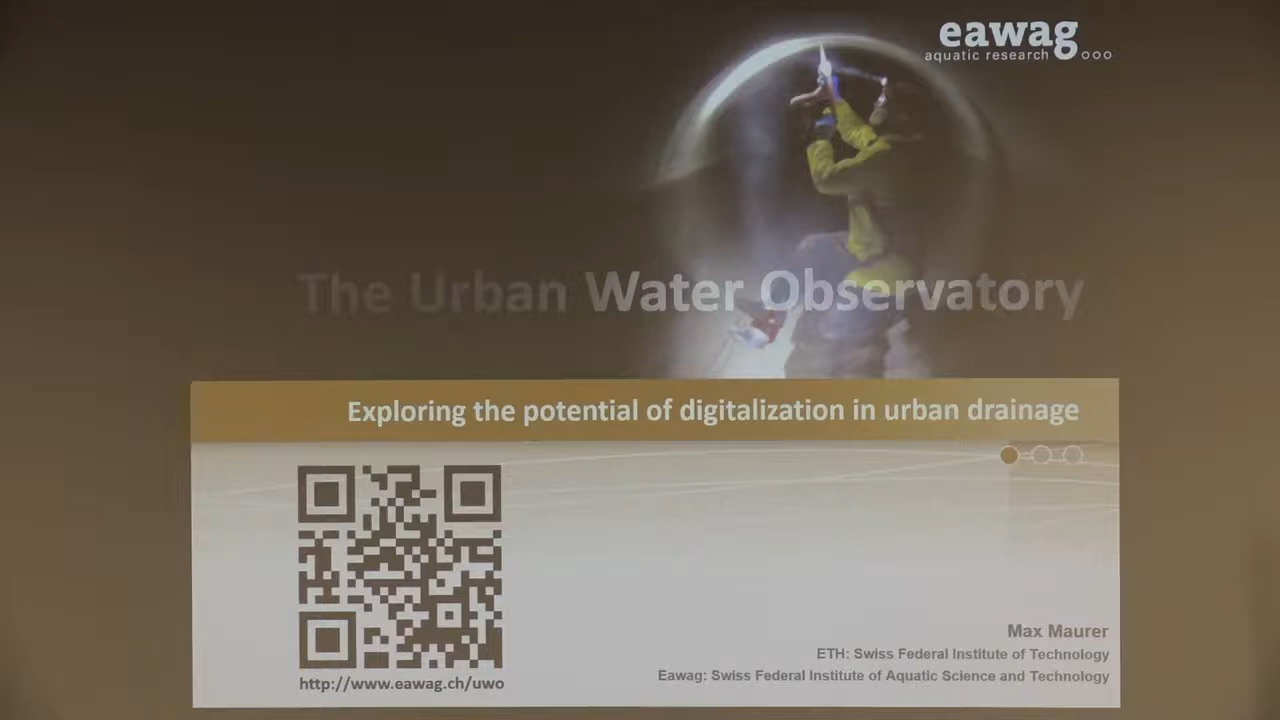 eawag
aquatic research
The Urban Water Observatory
Exploring the potential of digitalization in urban drainage
http://www.eawag.ch/uwo
Max Maurer
ETH: Swiss Federal Institute of Technology
Eawag: Swiss Federal Institute of Aquatic Science and Technology